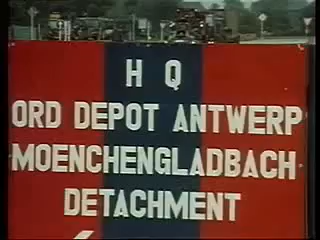 H Q
ORD DEPOT ANTWERP
MOENCHENGLADBACH
DETACHMENT